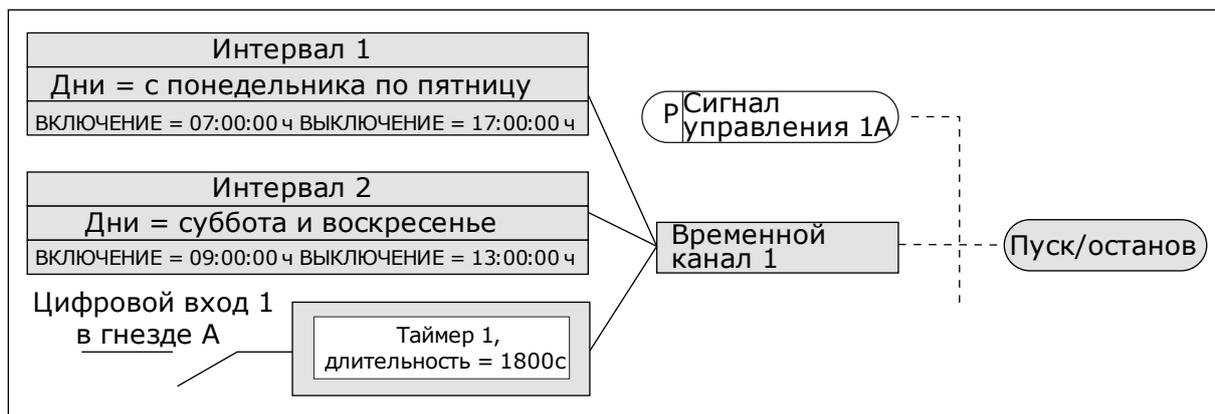 Интервал 1
Дни = с понедельника по пятницу
ВКЛЮЧЕНИЕ = 07:00:00 ч ВЫКЛЮЧЕНИЕ = 17:00:00 ч
P
Сигнал
управления 1A
Интервал 2
Дни = суббота и воскресенье
ВКЛЮЧЕНИЕ = 09:00:00 ч ВЫКЛЮЧЕНИЕ = 13:00:00 ч
Временной
канал 1
Пуск/останов
Цифровой вход 1
в гнезде A
Таймер 1,
длительность = 1800с